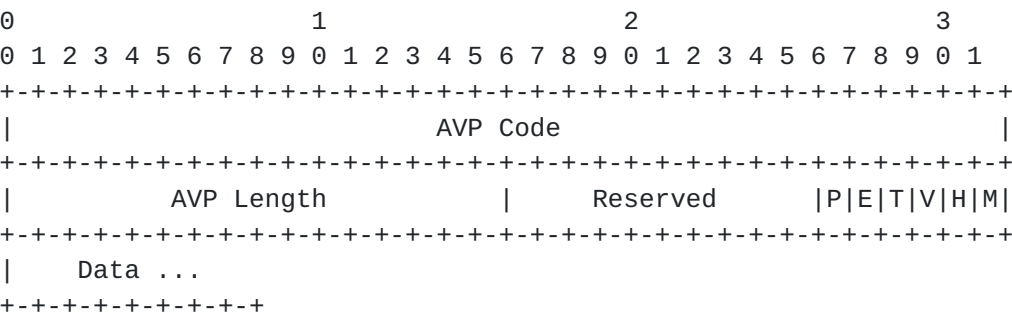 0                   1                   2                   3
0 1 2 3 4 5 6 7 8 9 0 1 2 3 4 5 6 7 8 9 0 1 2 3 4 5 6 7 8 9 0 1
+-+-+-+-+-+-+-+-+-+-+-+-+-+-+-+-+-+-+-+-+-+-+-+-+-+-+-+-+-+-+-+-+
|                           AVP Code                            |
+-+-+-+-+-+-+-+-+-+-+-+-+-+-+-+-+-+-+-+-+-+-+-+-+-+-+-+-+-+-+-+-+
|          AVP Length           |     Reserved      |P|E|T|V|H|M|
+-+-+-+-+-+-+-+-+-+-+-+-+-+-+-+-+-+-+-+-+-+-+-+-+-+-+-+-+-+-+-+-+
|    Data ...
+-+-+-+-+-+-+-+-+